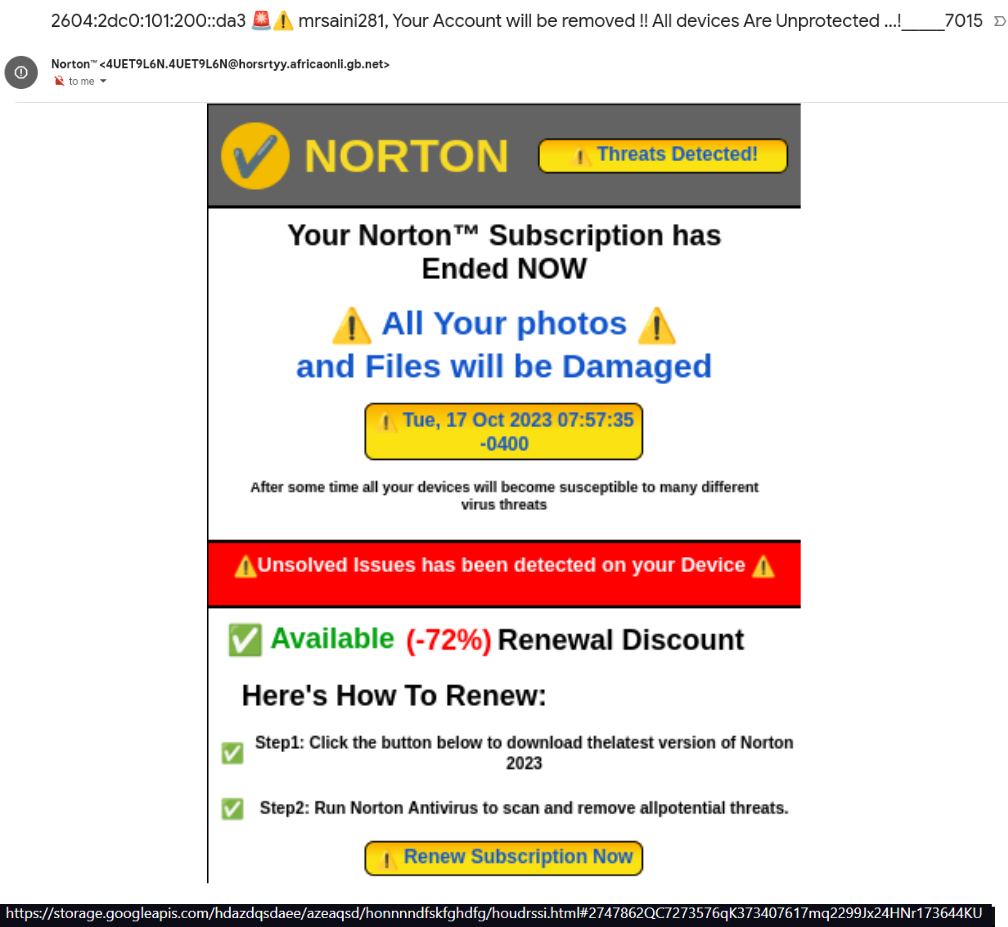 2604:2dc0:101:200::da3 🚨⚠️ mrsaini281, Your Account will be removed !! All devices Are Unprotected ...!_____7015
Norton™ <4UET9L6N.4UET9L6N@horsrtyy.africaonli.gb.net>
to me
NORTON
⚠️ Threats Detected!
Your Norton™ Subscription has
Ended NOW
⚠️ All Your photos ⚠️
and Files will be Damaged
⚠️ Tue, 17 Oct 2023 07:57:35
-0400
After some time all your devices will become susceptible to many different
virus threats
⚠️Unsolved Issues has been detected on your Device ⚠️
✅ Available (-72%) Renewal Discount
Here's How To Renew:
✅ Step1: Click the button below to download thelatest version of Norton
2023
✅ Step2: Run Norton Antivirus to scan and remove allpotential threats.
⚠️ Renew Subscription Now
https://storage.googleapis.com/hdazdqsdaee/azeaqsd/honnnndfskfghdfg/houdrssi.html#2747862QC7273576qK373407617mq2299Jx24HNr173644KU